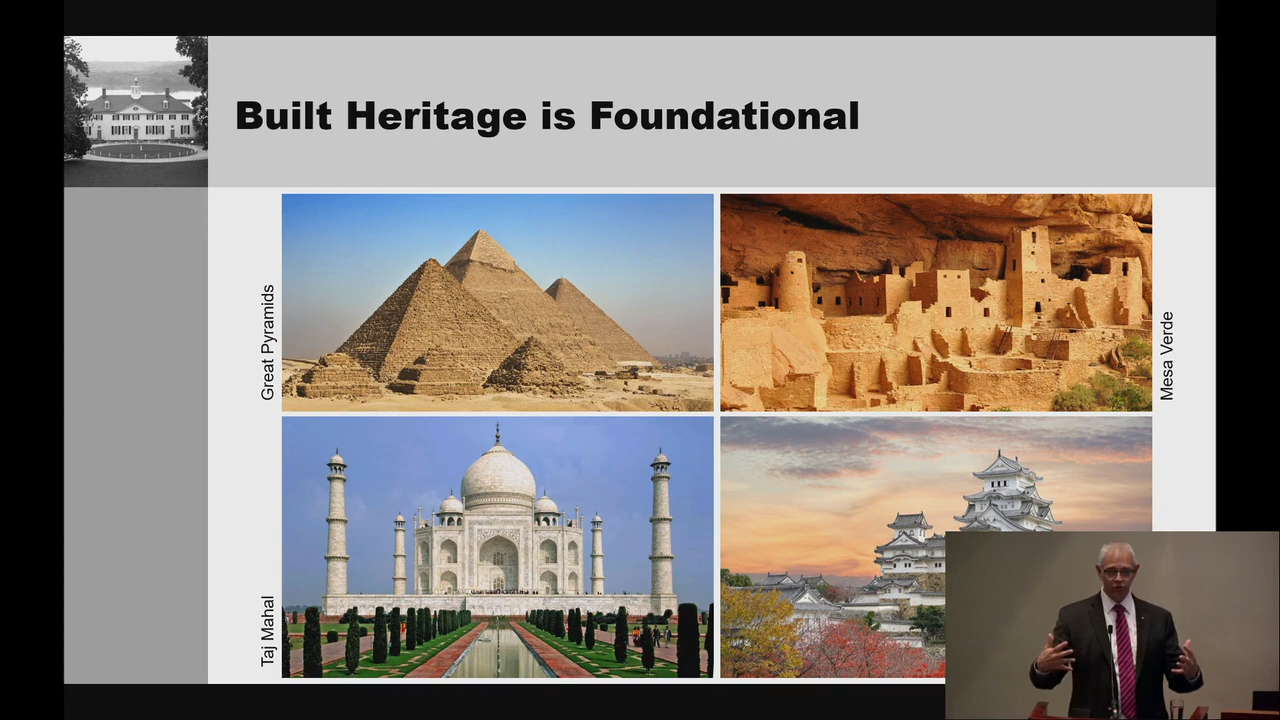 Built Heritage is Foundational
Great Pyramids
Mesa Verde
Taj Mahal